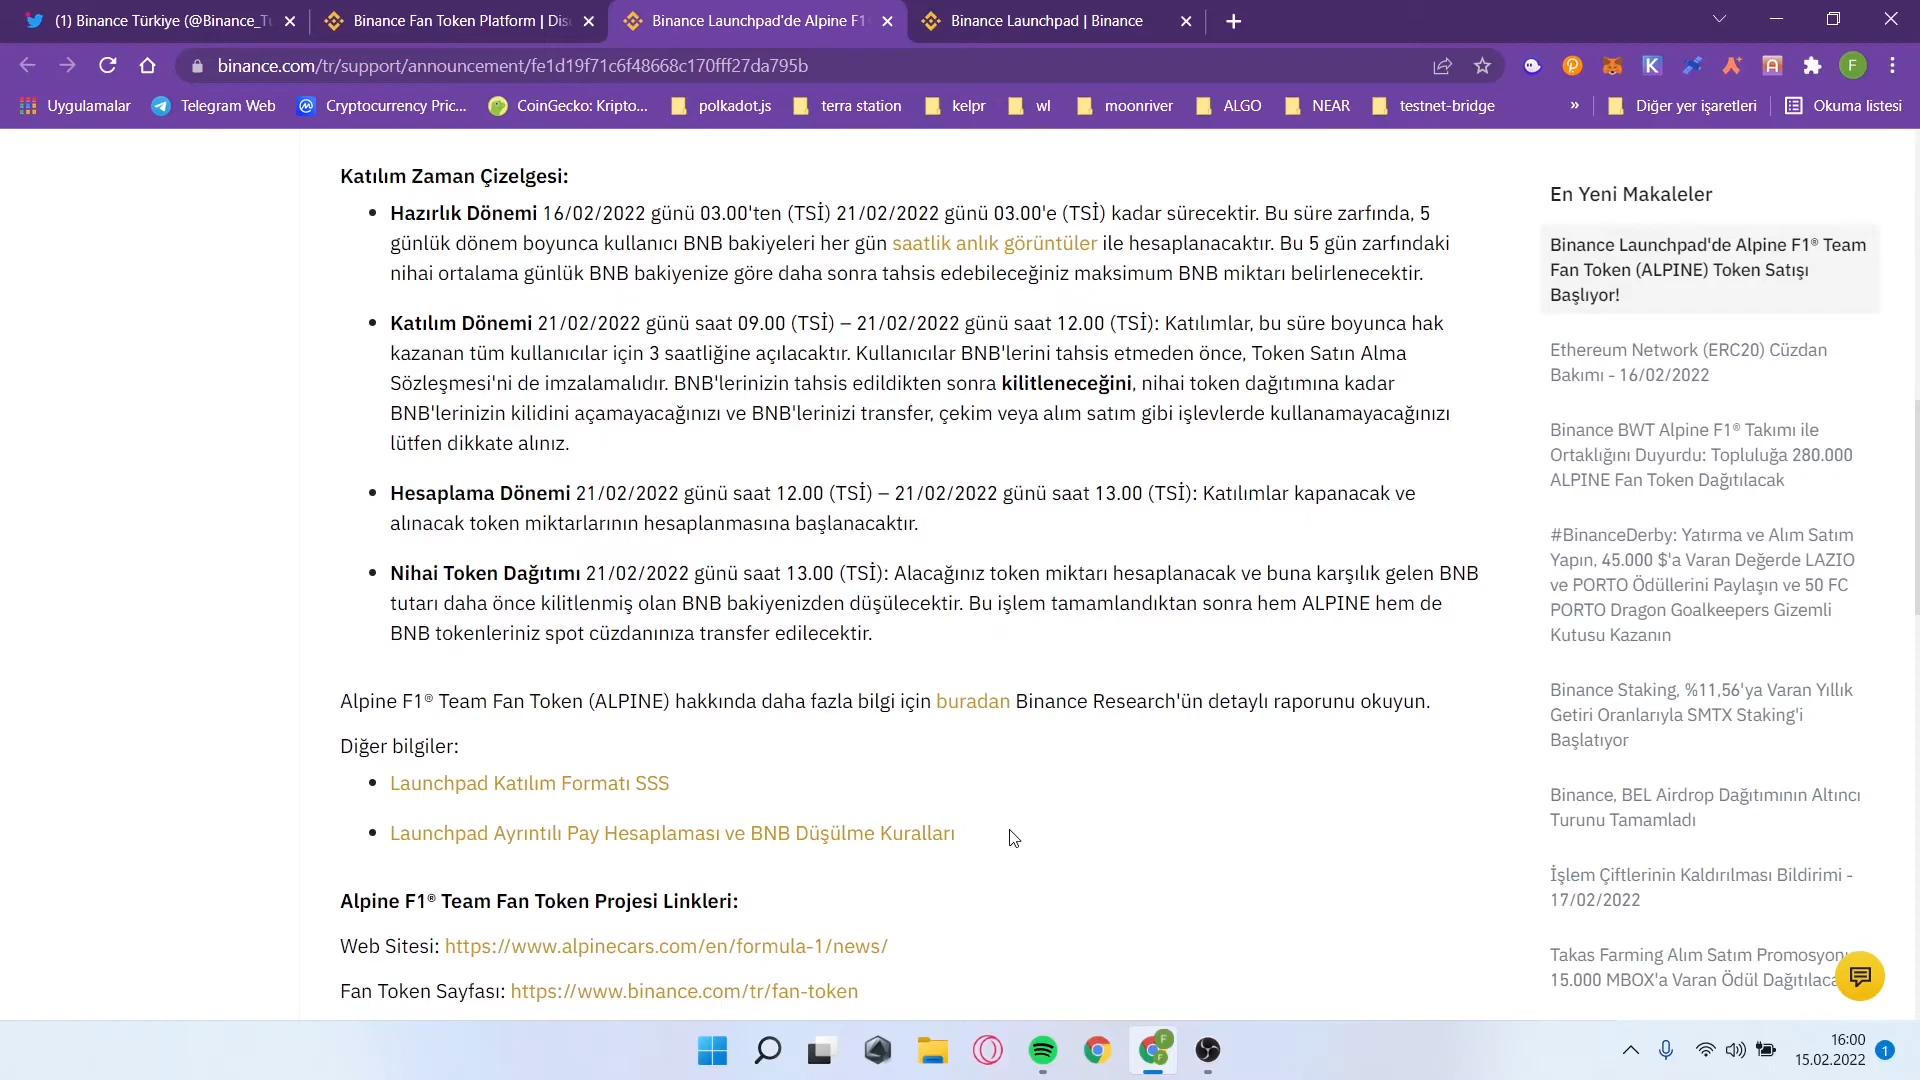 (1) Binance Türkiye (@Binance_Tu
Binance Fan Token Platform | Disc
Binance Launchpad'de Alpine F1
Binance Launchpad | Binance
binance.com/tr/support/announcement/fe1d19f71c6f48668c170fff27da795b
F
Uygulamalar
Telegram Web
Cryptocurrency Pric...
CoinGecko: Kripto...
polkadot.js
terra station
kelpr
wl
moonriver
ALGO
NEAR
testnet-bridge
»
Diğer yer işaretleri
Okuma listesi
Katılım Zaman Çizelgesi:
• Hazırlık Dönemi 16/02/2022 günü 03.00'ten (TSİ) 21/02/2022 günü 03.00'e (TSİ) kadar sürecektir. Bu süre zarfında, 5
günlük dönem boyunca kullanıcı BNB bakiyeleri her gün saatlik anlık görüntüler ile hesaplanacaktır. Bu 5 gün zarfındaki
nihai ortalama günlük BNB bakiyenize göre daha sonra tahsis edebileceğiniz maksimum BNB miktarı belirlenecektir.
• Katılım Dönemi 21/02/2022 günü saat 09.00 (TSİ) – 21/02/2022 günü saat 12.00 (TSİ): Katılımlar, bu süre boyunca hak
kazanan tüm kullanıcılar için 3 saatliğine açılacaktır. Kullanıcılar BNB'lerini tahsis etmeden önce, Token Satın Alma
Sözleşmesi'ni de imzalamalıdır. BNB'lerinizin tahsis edildikten sonra kilitleneceğini, nihai token dağıtımına kadar
BNB'lerinizin kilidini açamayacağınızı ve BNB'lerinizi transfer, çekim veya alım satım gibi işlevlerde kullanamayacağınızı
lütfen dikkate alınız.
• Hesaplama Dönemi 21/02/2022 günü saat 12.00 (TSİ) – 21/02/2022 günü saat 13.00 (TSİ): Katılımlar kapanacak ve
alınacak token miktarlarının hesaplanmasına başlanacaktır.
• Nihai Token Dağıtımı 21/02/2022 günü saat 13.00 (TSİ): Alacağınız token miktarı hesaplanacak ve buna karşılık gelen BNB
tutarı daha önce kilitlenmiş olan BNB bakiyenizden düşülecektir. Bu işlem tamamlandıktan sonra hem ALPINE hem de
BNB tokenleriniz spot cüzdanınıza transfer edilecektir.
Alpine F1® Team Fan Token (ALPINE) hakkında daha fazla bilgi için buradan Binance Research'ün detaylı raporunu okuyun.
Diğer bilgiler:
• Launchpad Katılım Formatı SSS
• Launchpad Ayrıntılı Pay Hesaplaması ve BNB Düşülme Kuralları
Alpine F1® Team Fan Token Projesi Linkleri:
Web Sitesi: https://www.alpinecars.com/en/formula-1/news/
Fan Token Sayfası: https://www.binance.com/tr/fan-token
En Yeni Makaleler
Binance Launchpad'de Alpine F1® Team
Fan Token (ALPINE) Token Satışı
Başlıyor!
Ethereum Network (ERC20) Cüzdan
Bakımı - 16/02/2022
Binance BWT Alpine F1® Takımı ile
Ortaklığını Duyurdu: Topluluğa 280.000
ALPINE Fan Token Dağıtılacak
#BinanceDerby: Yatırma ve Alım Satım
Yapın, 45.000 $'a Varan Değerde LAZIO
ve PORTO Ödüllerini Paylaşın ve 50 FC
PORTO Dragon Goalkeepers Gizemli
Kutusu Kazanın
Binance Staking, %11,56'ya Varan Yıllık
Getiri Oranlarıyla SMTX Staking'i
Başlatıyor
Binance, BEL Airdrop Dağıtımının Altıncı
Turunu Tamamladı
İşlem Çiftlerinin Kaldırılması Bildirimi -
17/02/2022
Takas Farming Alım Satım Promosyonu
15.000 MBOX'a Varan Ödül Dağıtılaca
16:00
15.02.2022
1